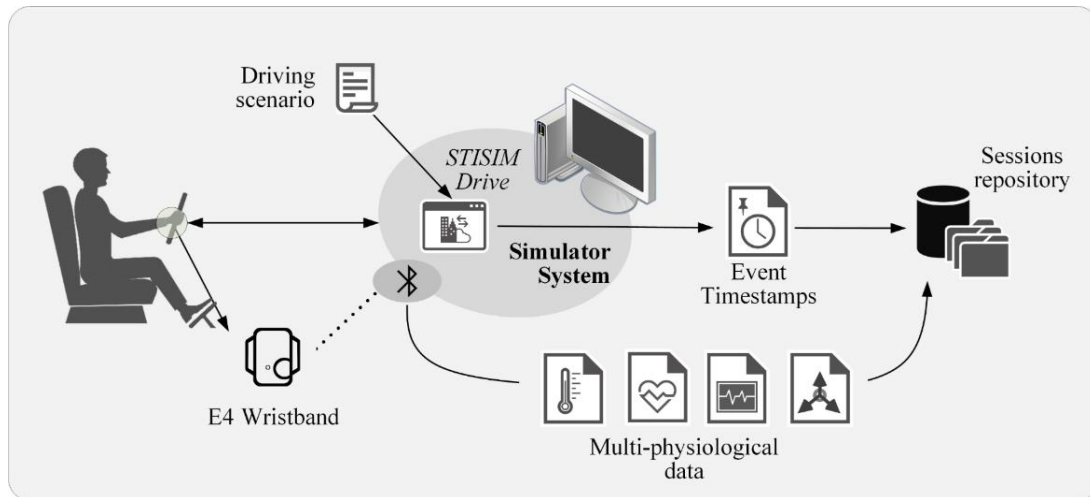 Driving
scenario
STISIM
Drive
Simulator
System
Event
Timestamps
Sessions
repository
E4 Wristband
Multi-physiological
data